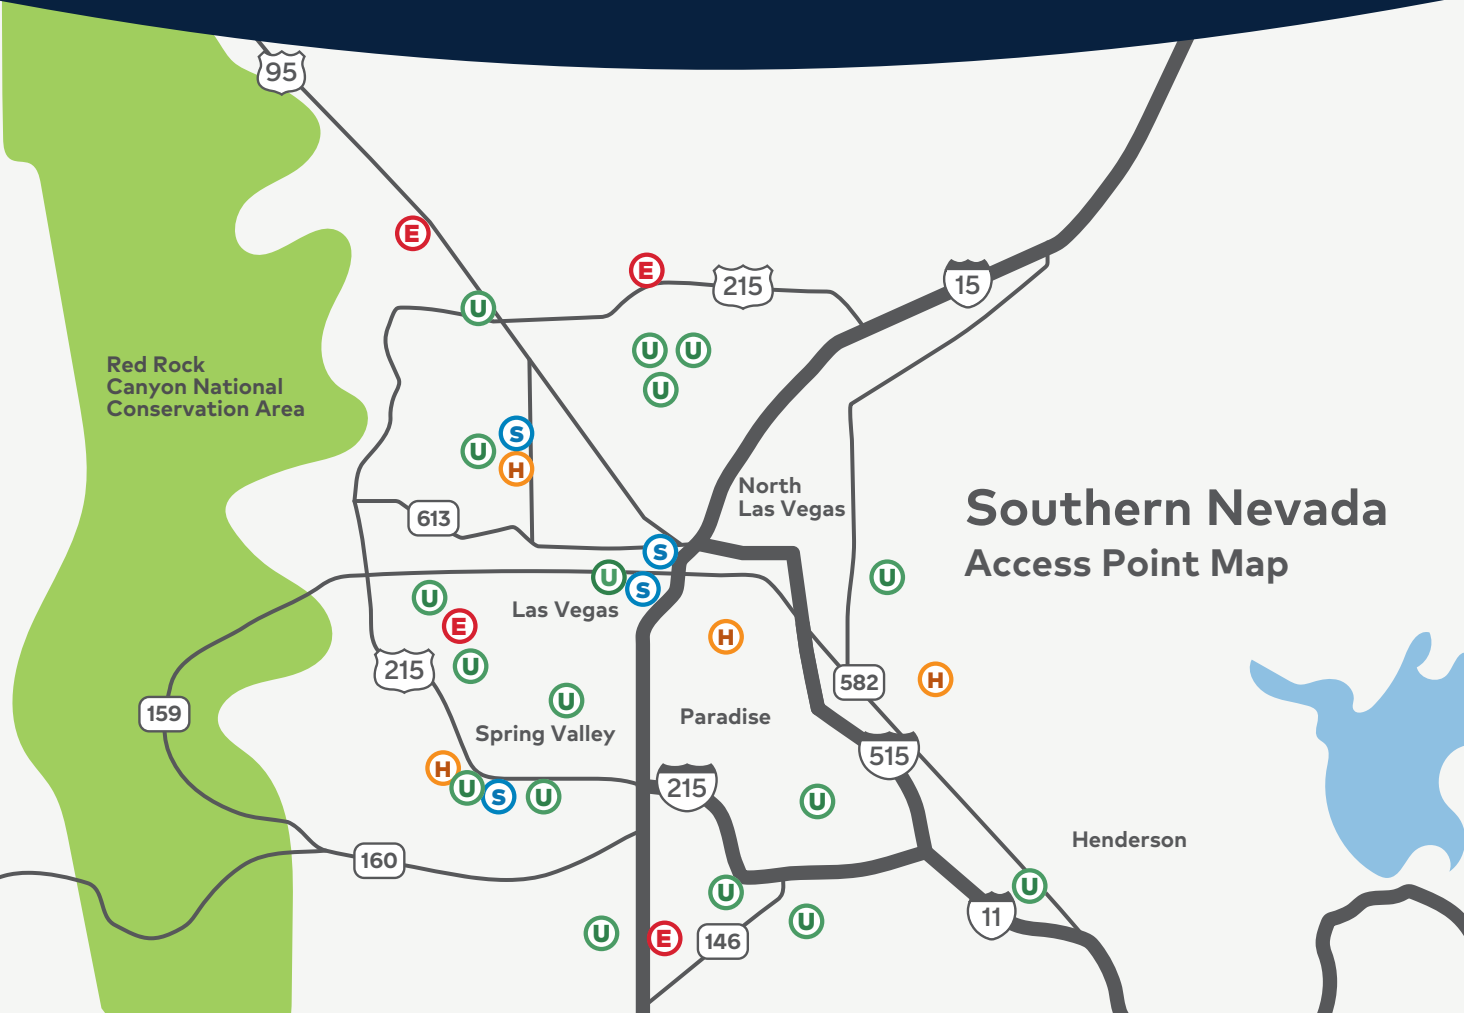 95
E
E
215
15
U
U
U
Red Rock
Canyon National
Conservation Area
U
S
U
H
North
Las Vegas
613
Southern Nevada
Access Point Map
S
U
U
S
U
Las Vegas
E
H
U
215
582
H
U
159
Paradise
Spring Valley
515
H
215
U
S
U
U
Henderson
160
U
U
11
U
U
E
146